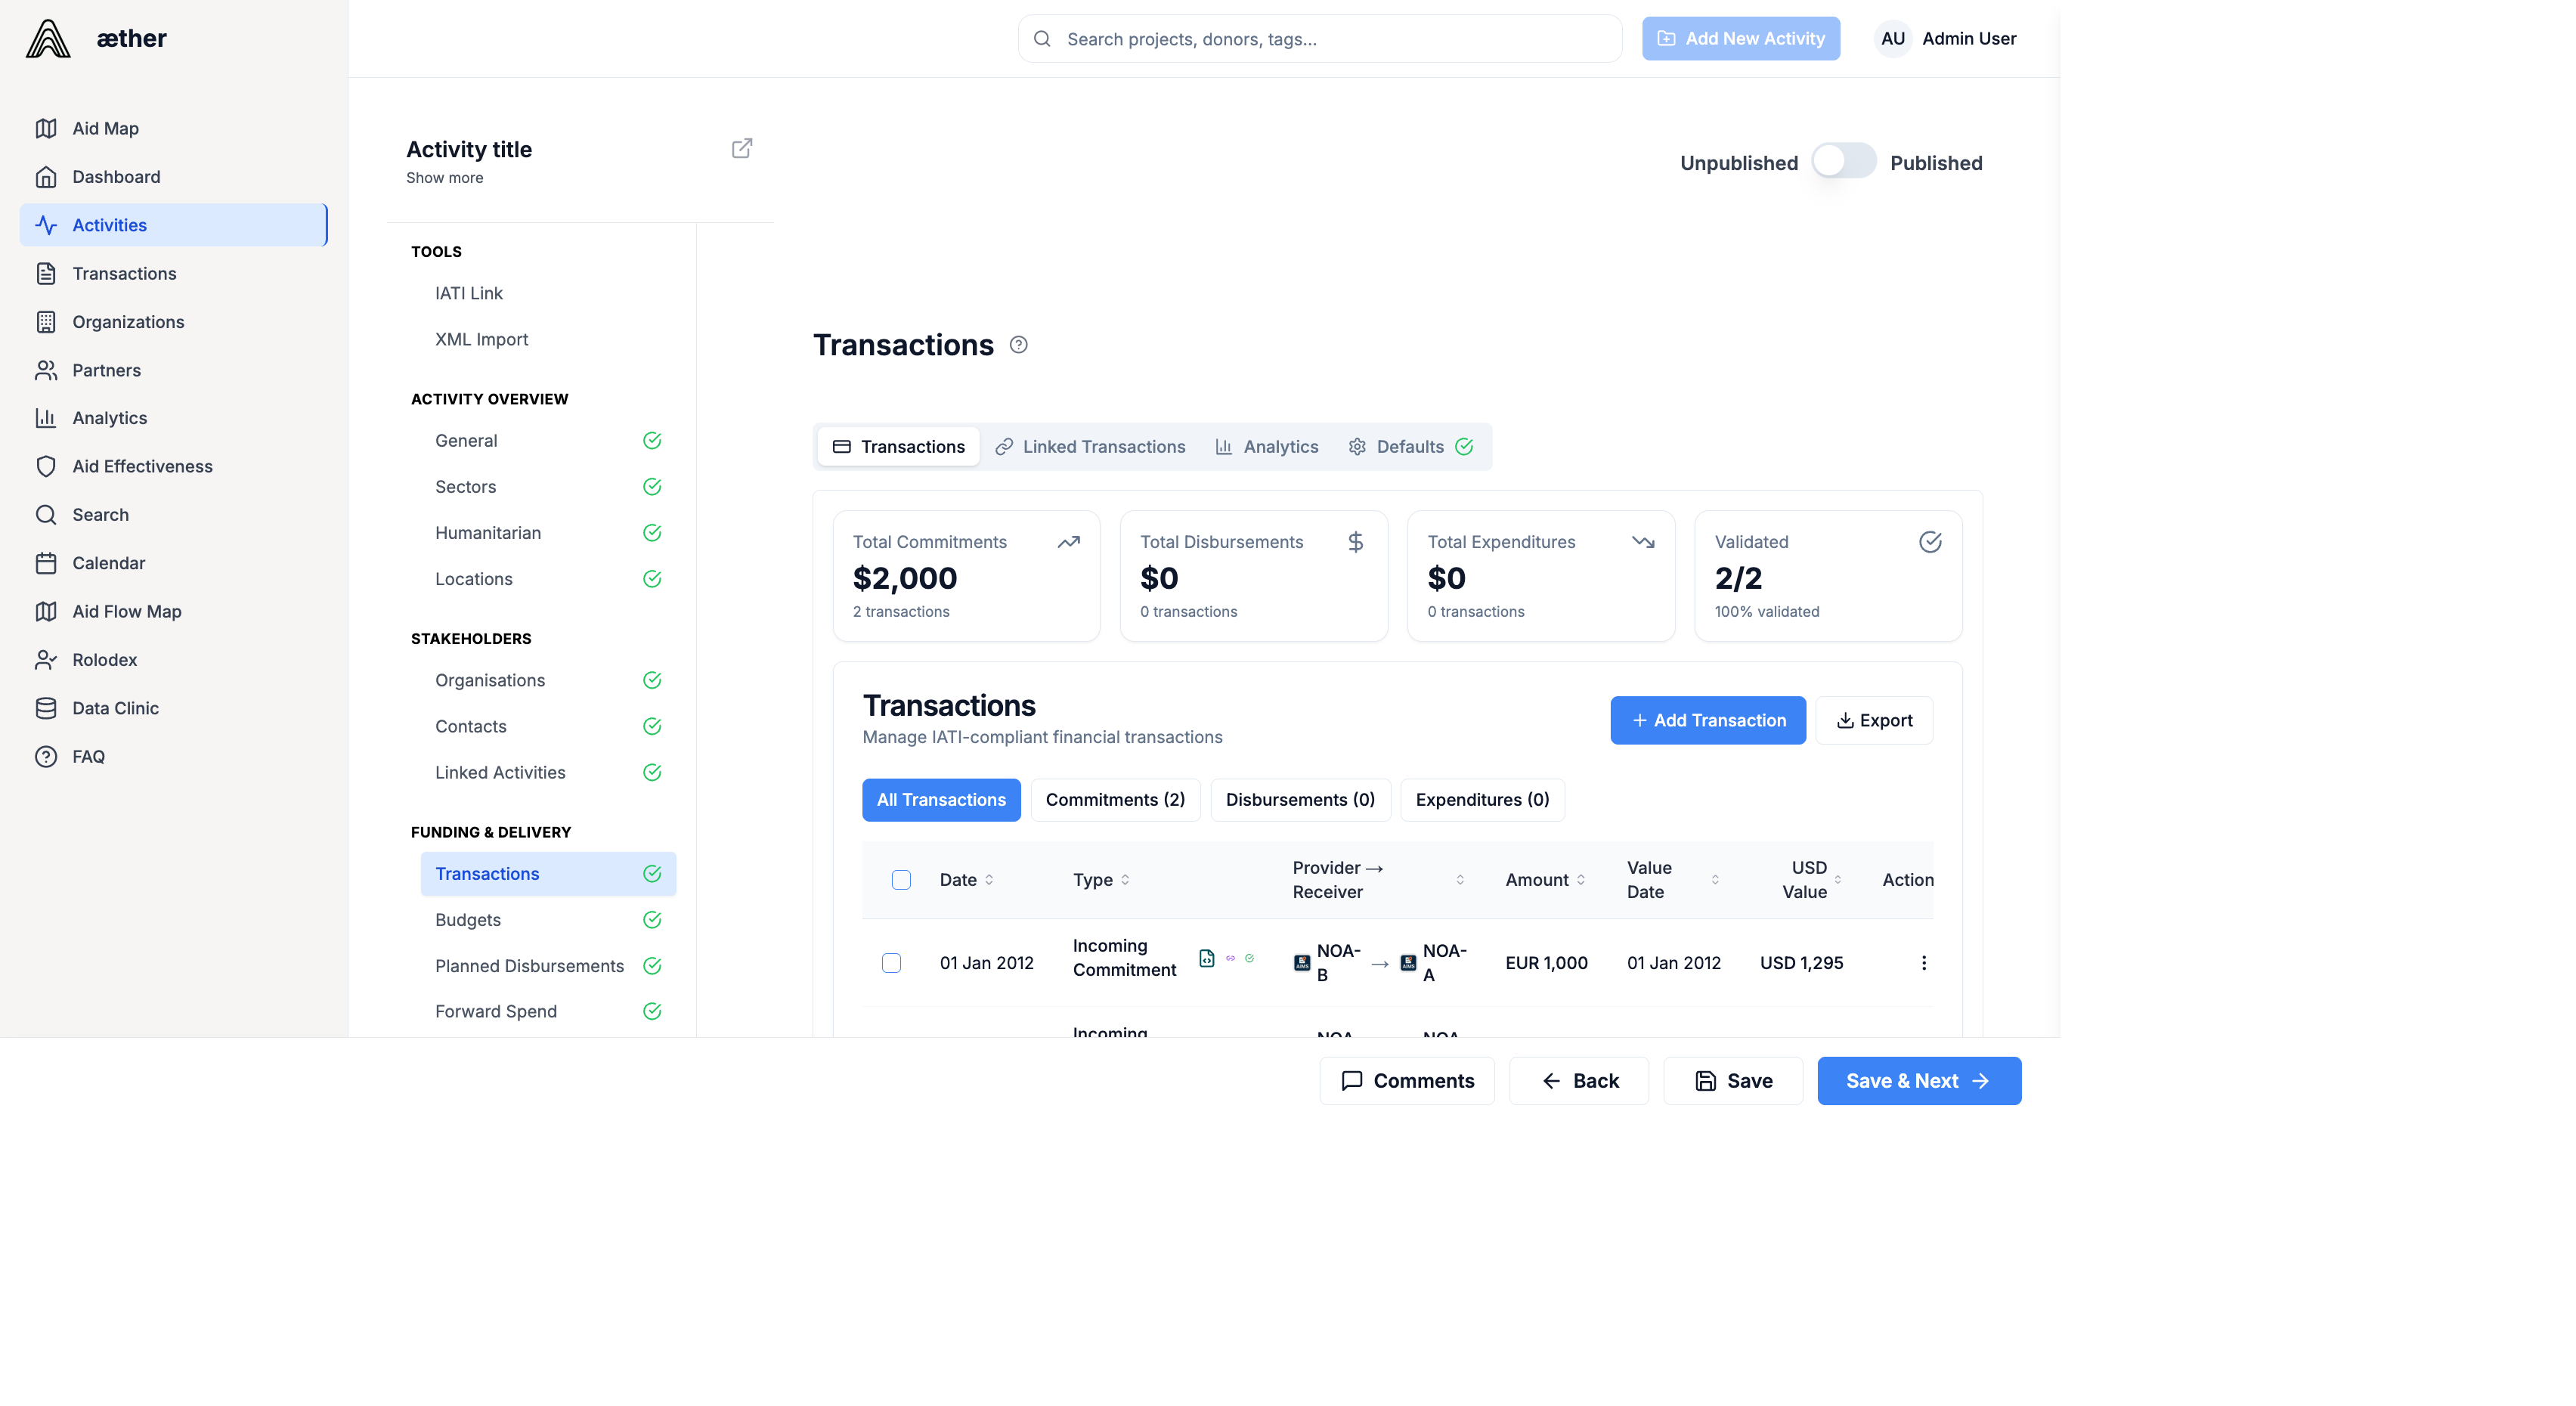 æther
Search projects, donors, tags...
Add New Activity
AU
Admin User
Aid Map
Dashboard
Activities
Transactions
Organizations
Partners
Analytics
Aid Effectiveness
Search
Calendar
Aid Flow Map
Rolodex
Data Clinic
FAQ
Activity title
Show more
Unpublished
Published
TOOLS
IATI Link
XML Import
ACTIVITY OVERVIEW
General
Sectors
Humanitarian
Locations
STAKEHOLDERS
Organisations
Contacts
Linked Activities
FUNDING & DELIVERY
Transactions
Budgets
Planned Disbursements
Forward Spend
Transactions
Transactions
Linked Transactions
Analytics
Defaults
Total Commitments
$2,000
2 transactions
Total Disbursements
$0
0 transactions
Total Expenditures
$0
0 transactions
Validated
2/2
100% validated
Transactions
Manage IATI-compliant financial transactions
+ Add Transaction
Export
All Transactions
Commitments (2)
Disbursements (0)
Expenditures (0)
Date
Type
Provider →
Receiver
Amount
Value
Date
USD
Value
Action
01 Jan 2012
Incoming
Commitment
NOA-
B
→
NOA-
A
EUR 1,000
01 Jan 2012
USD 1,295
Incoming
NOA-
NOA-
Comments
Back
Save
Save & Next